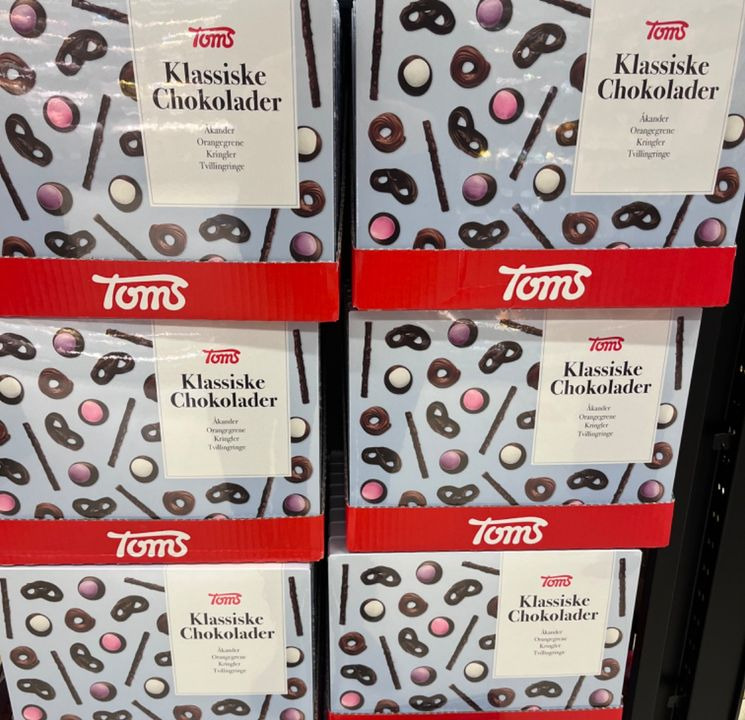 Toms
Klassiske
Chokolader
Åkander
Orangegrene
Kringler
Tvillingringe
Toms
Toms
Klassiske
Chokolader
Åkander
Orangegrene
Kringler
Tvillingringe
Toms
Toms
Klassiske
Chokolader
Åkander
Orangegrene
Kringler
Tvillingringe
Toms
Toms
Klassiske
Chokolader
Åkander
Orangegrene
Kringler
Tvillingringe
Toms
Toms
Klassiske
Chokolader
Åkander
Orangegrene
Kringler
Tvillingringe
Toms
Klassiske
Chokolader
Åkander
Orangegrene
Kringler
Tvillingringe